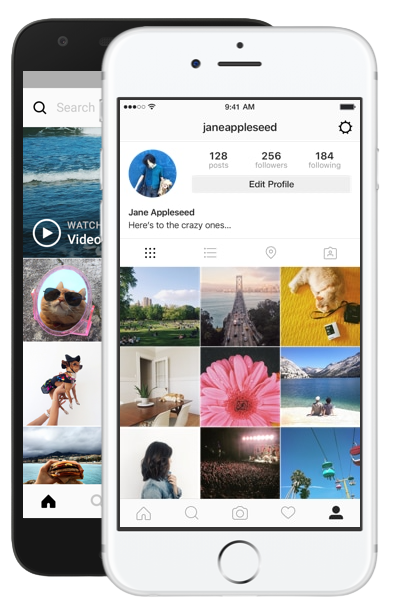 Search
WATCH
Video
9:41 AM
janeappleseed
128
posts
256
followers
184
following
Edit Profile
Jane Appleseed
Here's to the crazy ones...